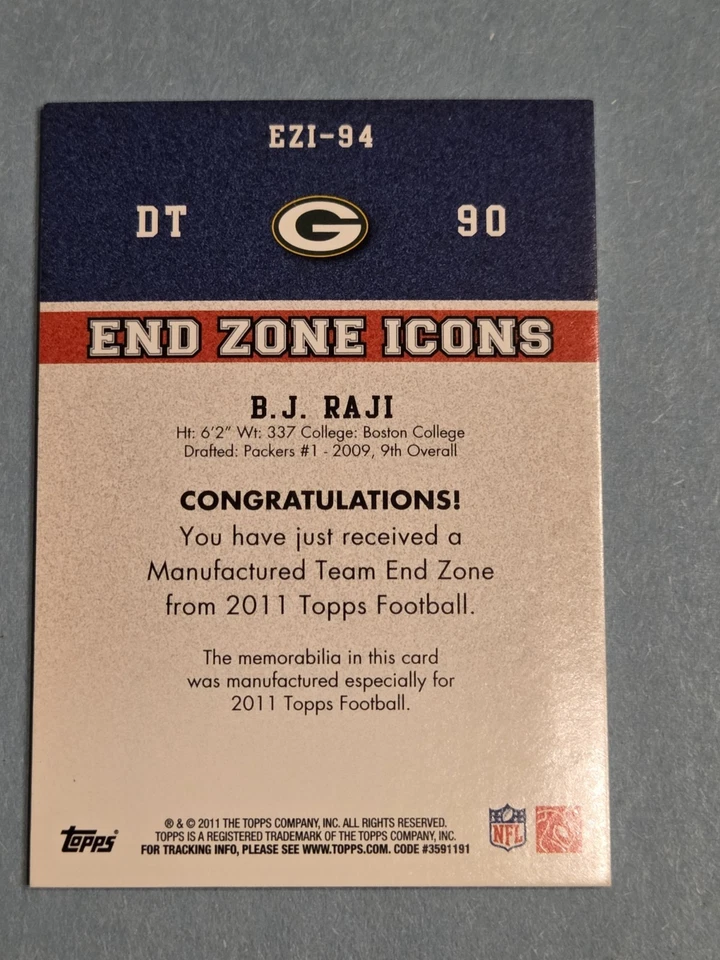 EZI-94
DT G 90
END ZONE ICONS
B.J. RAJI
Ht: 6'2" Wt: 337 College: Boston College
Drafted: Packers #1 - 2009, 9th Overall
CONGRATULATIONS!
You have just received a
Manufactured Team End Zone
from 2011 Topps Football.
The memorabilia in this card
was manufactured especially for
2011 Topps Football.
topps®
® & © 2011 THE TOPPS COMPANY, INC. ALL RIGHTS RESERVED.
TOPPS IS A REGISTERED TRADEMARK OF THE TOPPS COMPANY, INC.
FOR TRACKING INFO, PLEASE SEE WWW.TOPPS.COM. CODE #3591191
NFL